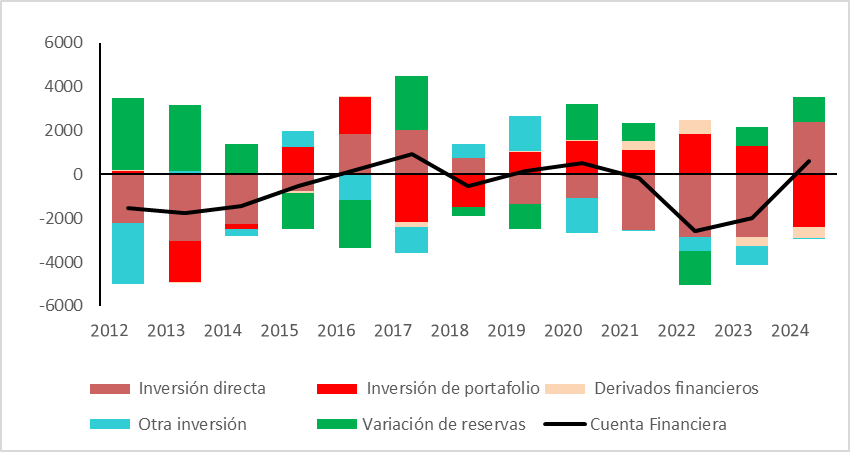 6000
4000
2000
0
-2000
-4000
-6000
2012 2013 2014 2015 2016 2017 2018 2019 2020 2021 2022 2023 2024
Inversión directa Inversión de portafolio Derivados financieros
Otra inversión Variación de reservas Cuenta Financiera